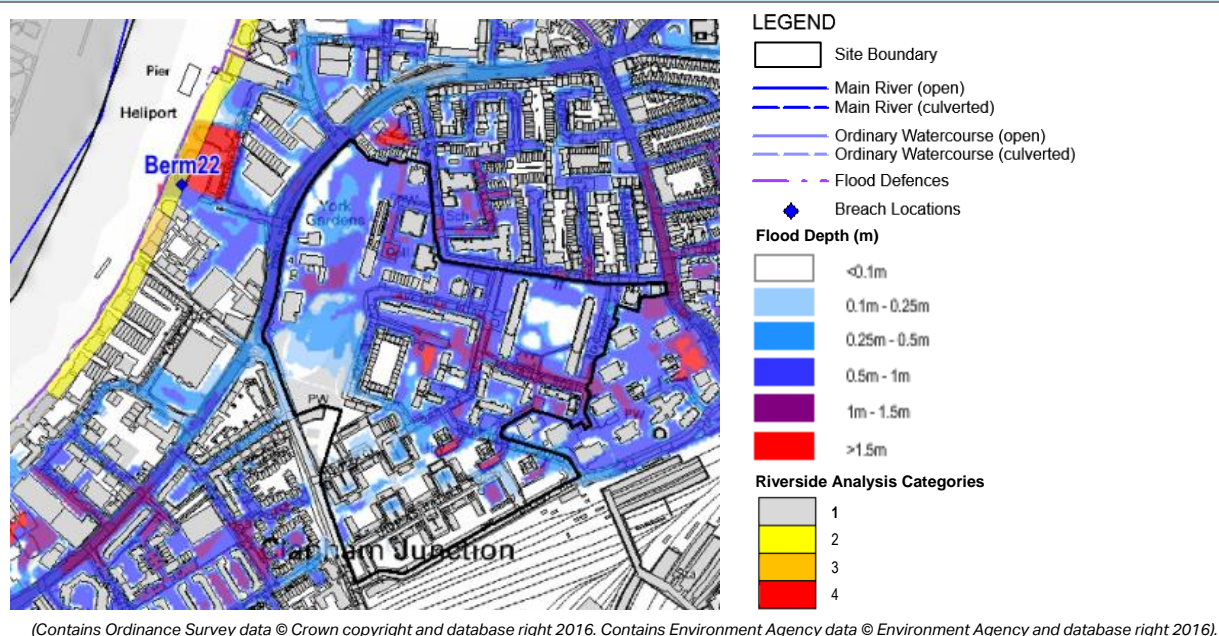 Pier
Heliport
Berm22
York
Gardens
Sch
PW
PW
Clapham Junction
LEGEND
Site Boundary
Main River (open)
Main River (culverted)
Ordinary Watercourse (open)
Ordinary Watercourse (culverted)
Flood Defences
Breach Locations
Flood Depth (m)
<0.1m
0.1m - 0.25m
0.25m - 0.5m
0.5m - 1m
1m - 1.5m
>1.5m
Riverside Analysis Categories
1
2
3
4
(Contains Ordinance Survey data © Crown copyright and database right 2016. Contains Environment Agency data © Environment Agency and database right 2016).